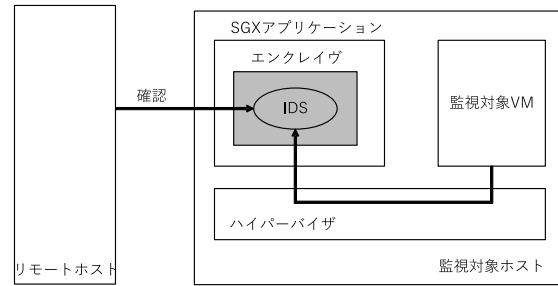 SGXアプリケーション
エンクレイヴ
IDS
確認
監視対象VM
ハイパーバイザ
リモートホスト
監視対象ホスト